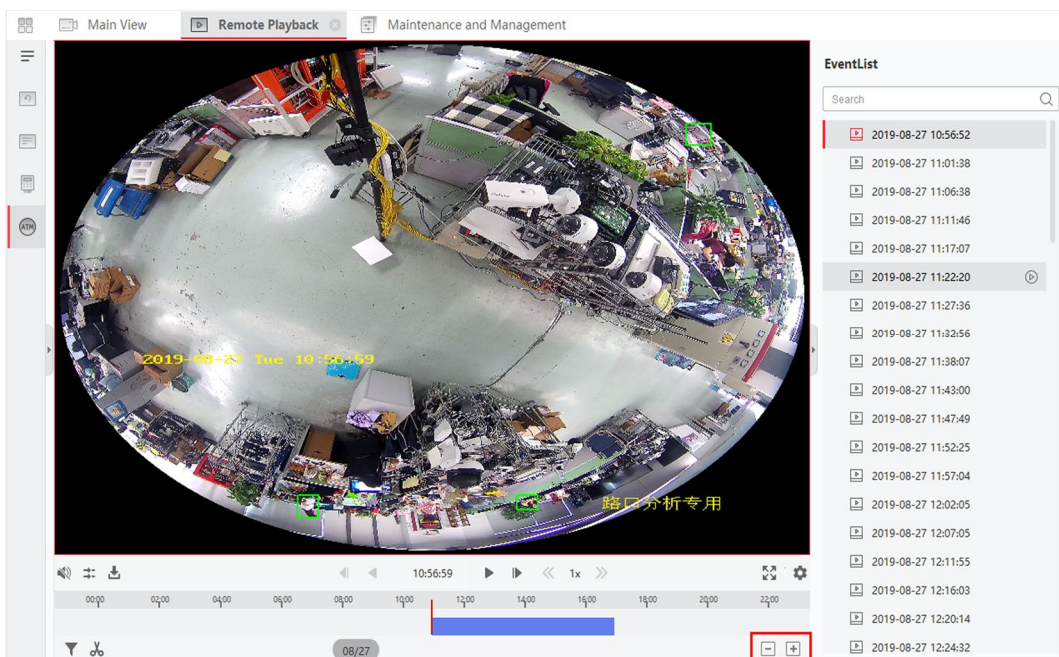 Main View
Remote Playback
Maintenance and Management
ATM
EventList
Search
2019-08-27 10:56:52
2019-08-27 11:01:38
2019-08-27 11:06:38
2019-08-27 11:11:46
2019-08-27 11:17:07
2019-08-27 11:22:20
2019-08-27 11:27:36
2019-08-27 11:32:56
2019-08-27 11:38:07
2019-08-27 11:43:00
2019-08-27 11:47:49
2019-08-27 11:52:25
2019-08-27 11:57:04
2019-08-27 12:02:05
2019-08-27 12:07:05
2019-08-27 12:11:55
2019-08-27 12:16:03
2019-08-27 12:20:14
2019-08-27 12:24:32
2019-08-27 Tue 10:56:59
路口分析专用
10:56:59
1x
00:00 02:00 04:00 06:00 08:00 10:00 12:00 14:00 16:00 18:00 20:00 22:00
08/27